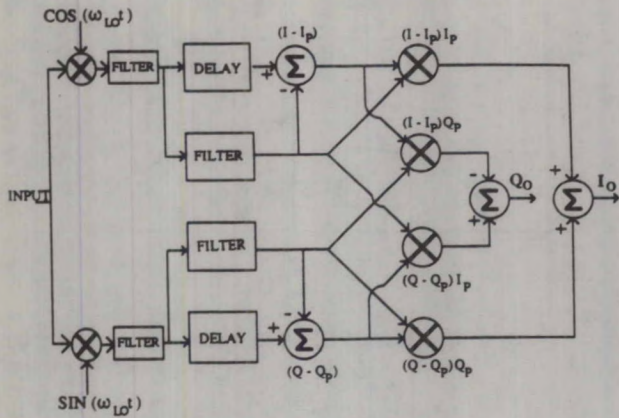 COS (ω_LO t)
(I - I_P)
(I - I_P) I_P
FILTER
DELAY
+
Σ
-
(I - I_P) Q_P
FILTER
+
-
INPUT
Σ
Q_O
Σ
I_O
+
+
FILTER
(Q - Q_P) I_P
-
FILTER
DELAY
+
Σ
(Q - Q_P)
(Q - Q_P) Q_P
SIN (ω_LO t)